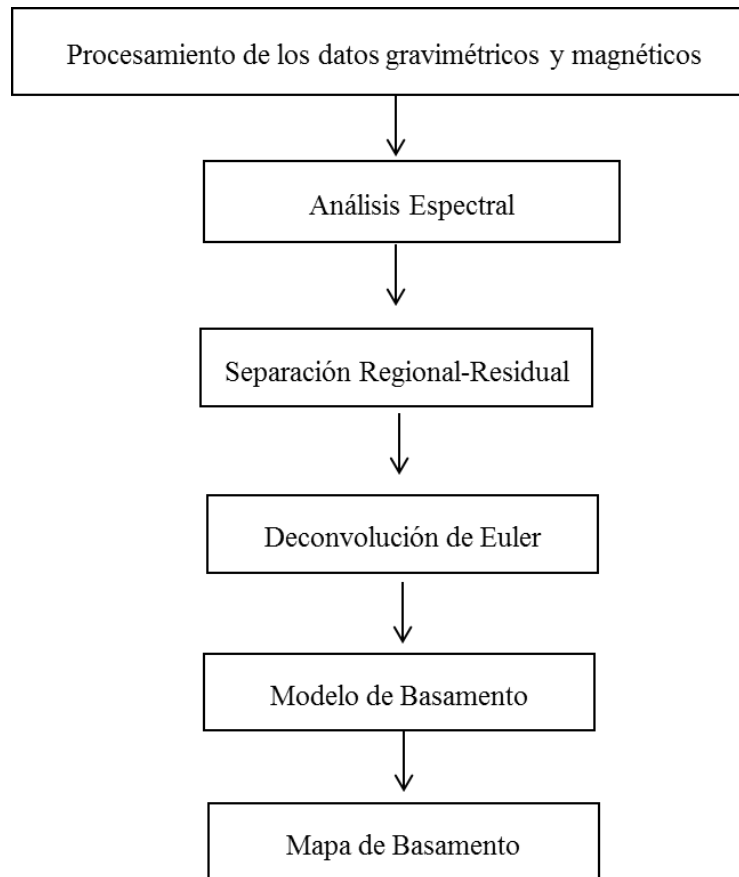 Procesamiento de los datos gravimétricos y magnéticos
Análisis Espectral
Separación Regional-Residual
Deconvolución de Euler
Modelo de Basamento
Mapa de Basamento